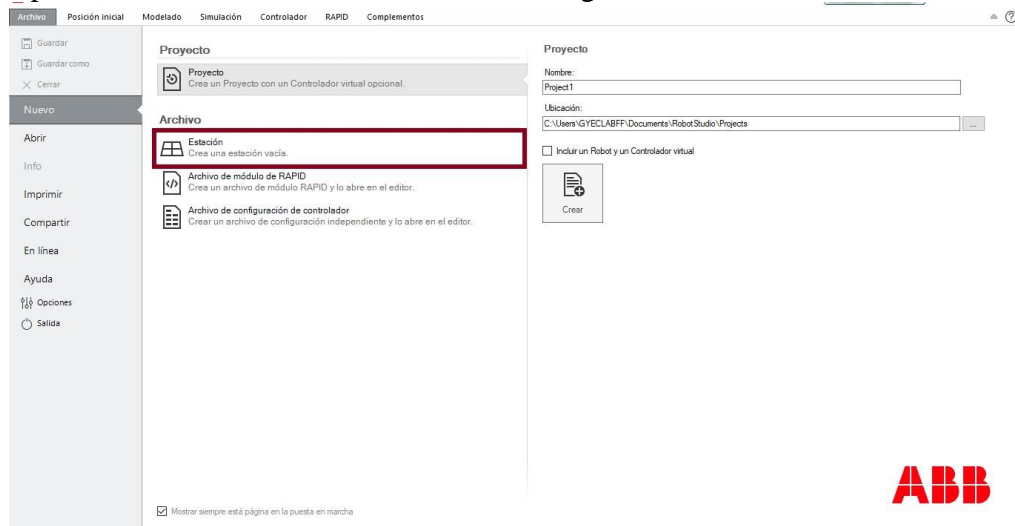 Archivo Posición inicial Modelado Simulación Controlador RAPID Complementos
Guardar
Guardar como
Cerrar
Nuevo
Abrir
Info
Imprimir
Compartir
En línea
Ayuda
Opciones
Salida
Proyecto
Proyecto
Crea un Proyecto con un Controlador virtual opcional.
Archivo
Estación
Crea una estación vacía.
Archivo de módulo de RAPID
Crea un archivo de módulo RAPID y lo abre en el editor.
Archivo de configuración de controlador
Crear un archivo de configuración independiente y lo abre en el editor.
Mostrar siempre está página en la puesta en marcha
Proyecto
Nombre:
Project1
Ubicación:
C:\Users\GYECLABFF\Documents\RobotStudio\Projects
...
Incluir un Robot y un Controlador virtual
Crear
ABB